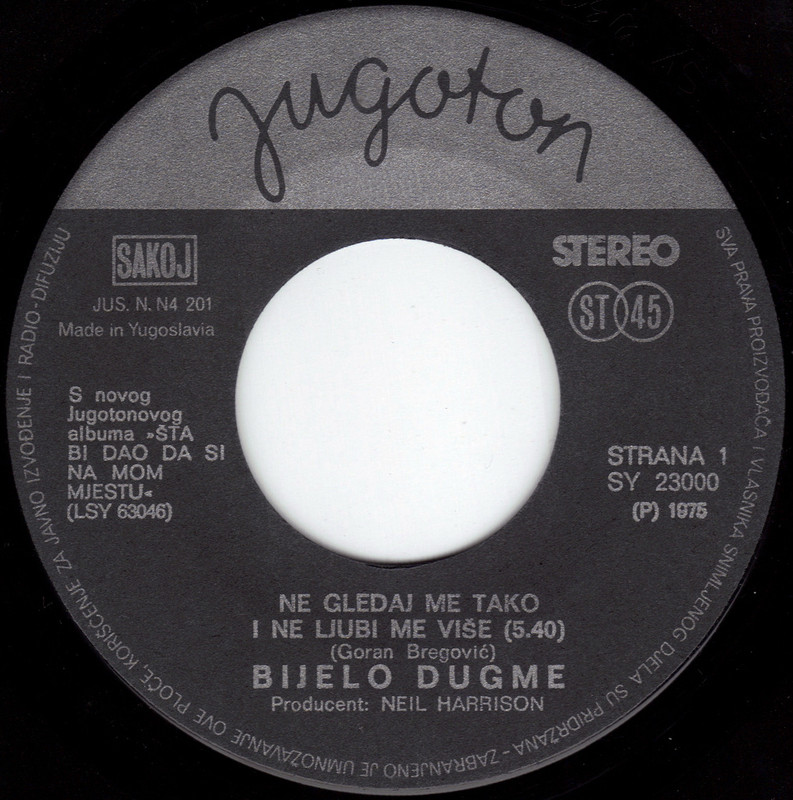 jugoton
SAKOJ
JUS. N. N4 201
Made in Yugoslavia
STEREO
ST 45
S novog
Jugotonovog
albuma »ŠTA
BI DAO DA SI
NA MOM
MJESTU«
(LSY 63046)
STRANA 1
SY 23000
(P) 1975
NE GLEDAJ ME TAKO
I NE LJUBI ME VIŠE (5.40)
(Goran Bregović)
BIJELO DUGME
Producent: NEIL HARRISON
SVA PRAVA PROIZVOĐAČA I VLASNIKA SNIMLJENOG DJELA SU PRIDRŽANA - ZABRANJENO JE UMNOŽAVANJE OVE PLOČE, KORIŠĆENJE ZA JAVNO IZVOĐENJE I RADIO-DIFUZIJU